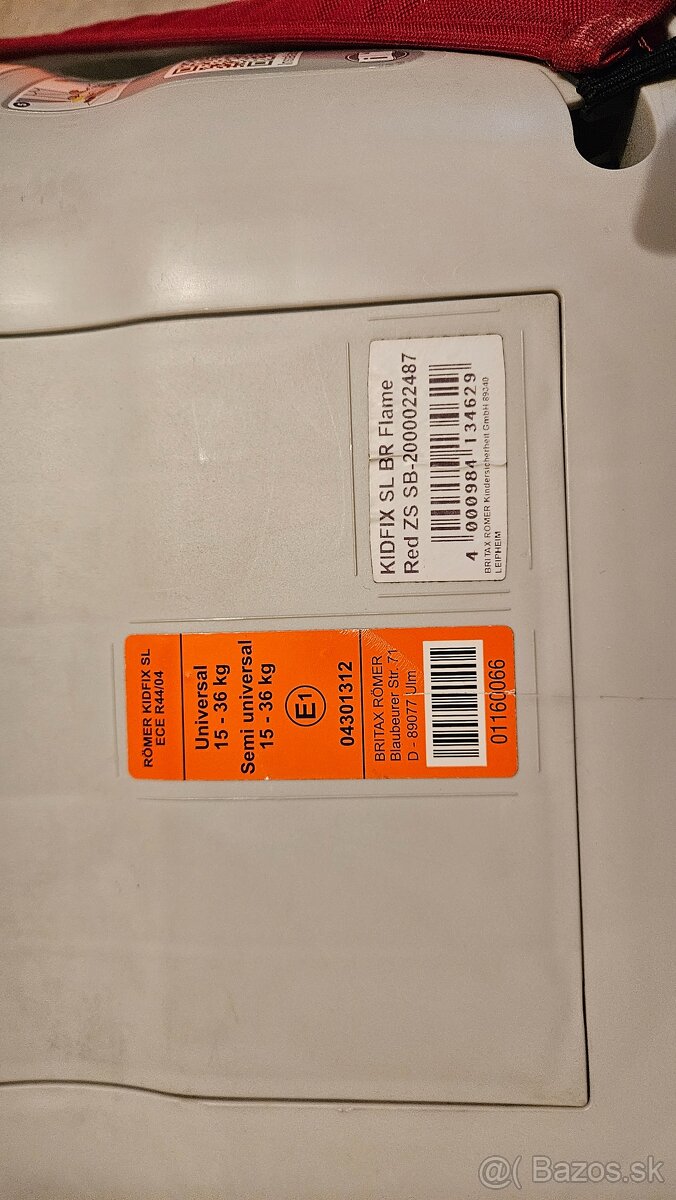 KIDFIX SL BR Flame
Red ZS SB-2000022487
4 000984 134629
BRITAX RÖMER Kindersicherheit GmbH 89340
LEIPHEIM
RÖMER KIDFIX SL
ECE R44/04
Universal
15 - 36 kg
Semi universal
15 - 36 kg
E1
04301312
BRITAX RÖMER
Blaubeurer Str. 71
D - 89077 Ulm
01160066
@( Bazos.sk